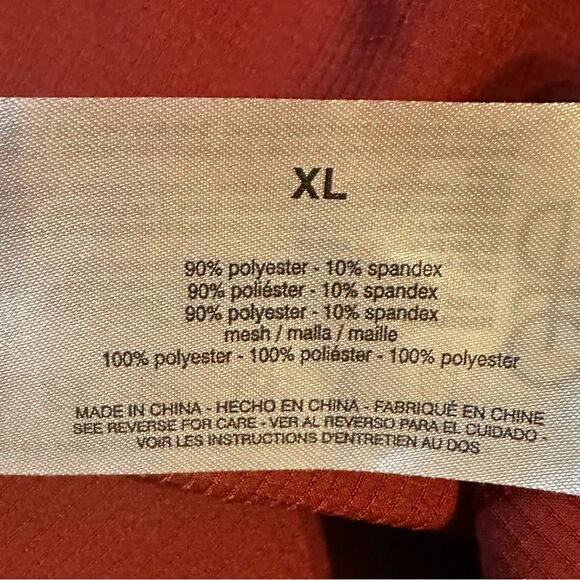 XL
90% polyester - 10% spandex
90% poliéster - 10% spandex
90% polyester - 10% spandex
mesh / malla / maille
100% polyester - 100% poliéster - 100% polyester
MADE IN CHINA - HECHO EN CHINA - FABRIQUÉ EN CHINE
SEE REVERSE FOR CARE - VER AL REVERSO PARA EL CUIDADO -
VOIR LES INSTRUCTIONS D'ENTRETIEN AU DOS